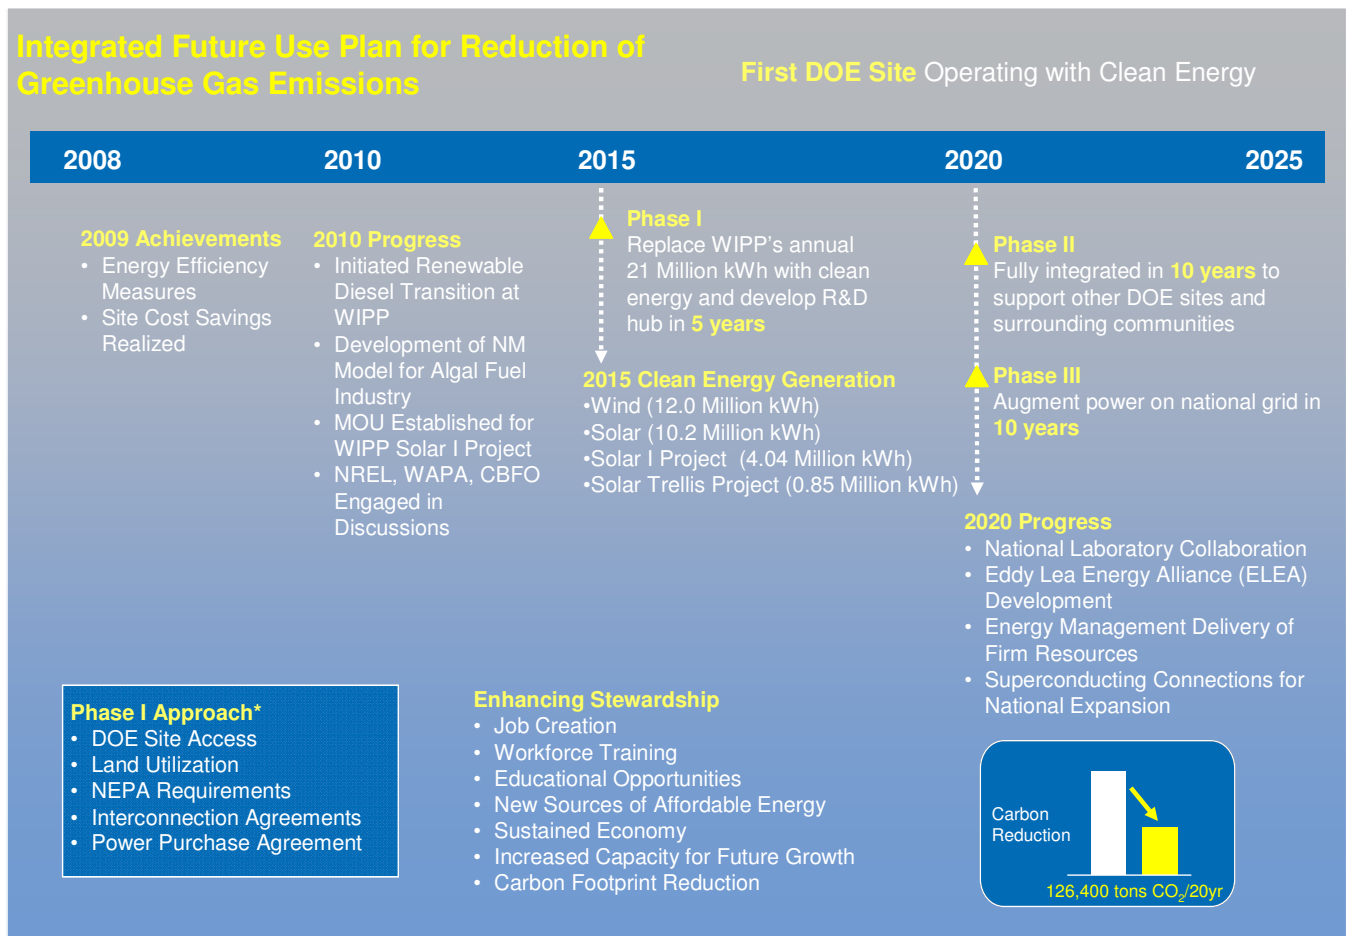 Integrated Future Use Plan for Reduction of
Greenhouse Gas Emissions
First DOE Site Operating with Clean Energy
2008 2010 2015 2020 2025
2009 Achievements
• Energy Efficiency
Measures
• Site Cost Savings
Realized
2010 Progress
• Initiated Renewable
Diesel Transition at
WIPP
• Development of NM
Model for Algal Fuel
Industry
• MOU Established for
WIPP Solar I Project
• NREL, WAPA, CBFO
Engaged in
Discussions
Phase I
Replace WIPP's annual
21 Million kWh with clean
energy and develop R&D
hub in 5 years
2015 Clean Energy Generation
•Wind (12.0 Million kWh)
•Solar (10.2 Million kWh)
•Solar I Project (4.04 Million kWh)
•Solar Trellis Project (0.85 Million kWh)
Phase II
Fully integrated in 10 years to
support other DOE sites and
surrounding communities
Phase III
Augment power on national grid in
10 years
2020 Progress
• National Laboratory Collaboration
• Eddy Lea Energy Alliance (ELEA)
Development
• Energy Management Delivery of
Firm Resources
• Superconducting Connections for
National Expansion
Phase I Approach*
• DOE Site Access
• Land Utilization
• NEPA Requirements
• Interconnection Agreements
• Power Purchase Agreement
Enhancing Stewardship
• Job Creation
• Workforce Training
• Educational Opportunities
• New Sources of Affordable Energy
• Sustained Economy
• Increased Capacity for Future Growth
• Carbon Footprint Reduction
Carbon
Reduction
126,400 tons CO₂/20yr